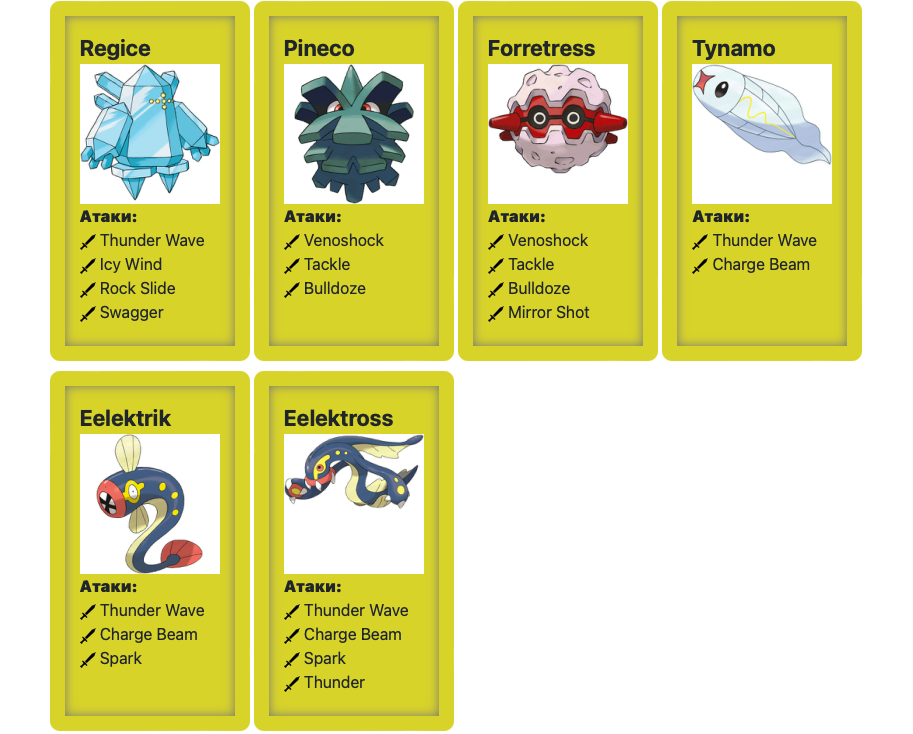 Regice
Атаки:
Thunder Wave
Icy Wind
Rock Slide
Swagger
Pineco
Атаки:
Venoshock
Tackle
Bulldoze
Forretress
Атаки:
Venoshock
Tackle
Bulldoze
Mirror Shot
Tynamo
Атаки:
Thunder Wave
Charge Beam
Eelektrik
Атаки:
Thunder Wave
Charge Beam
Spark
Eelektross
Атаки:
Thunder Wave
Charge Beam
Spark
Thunder